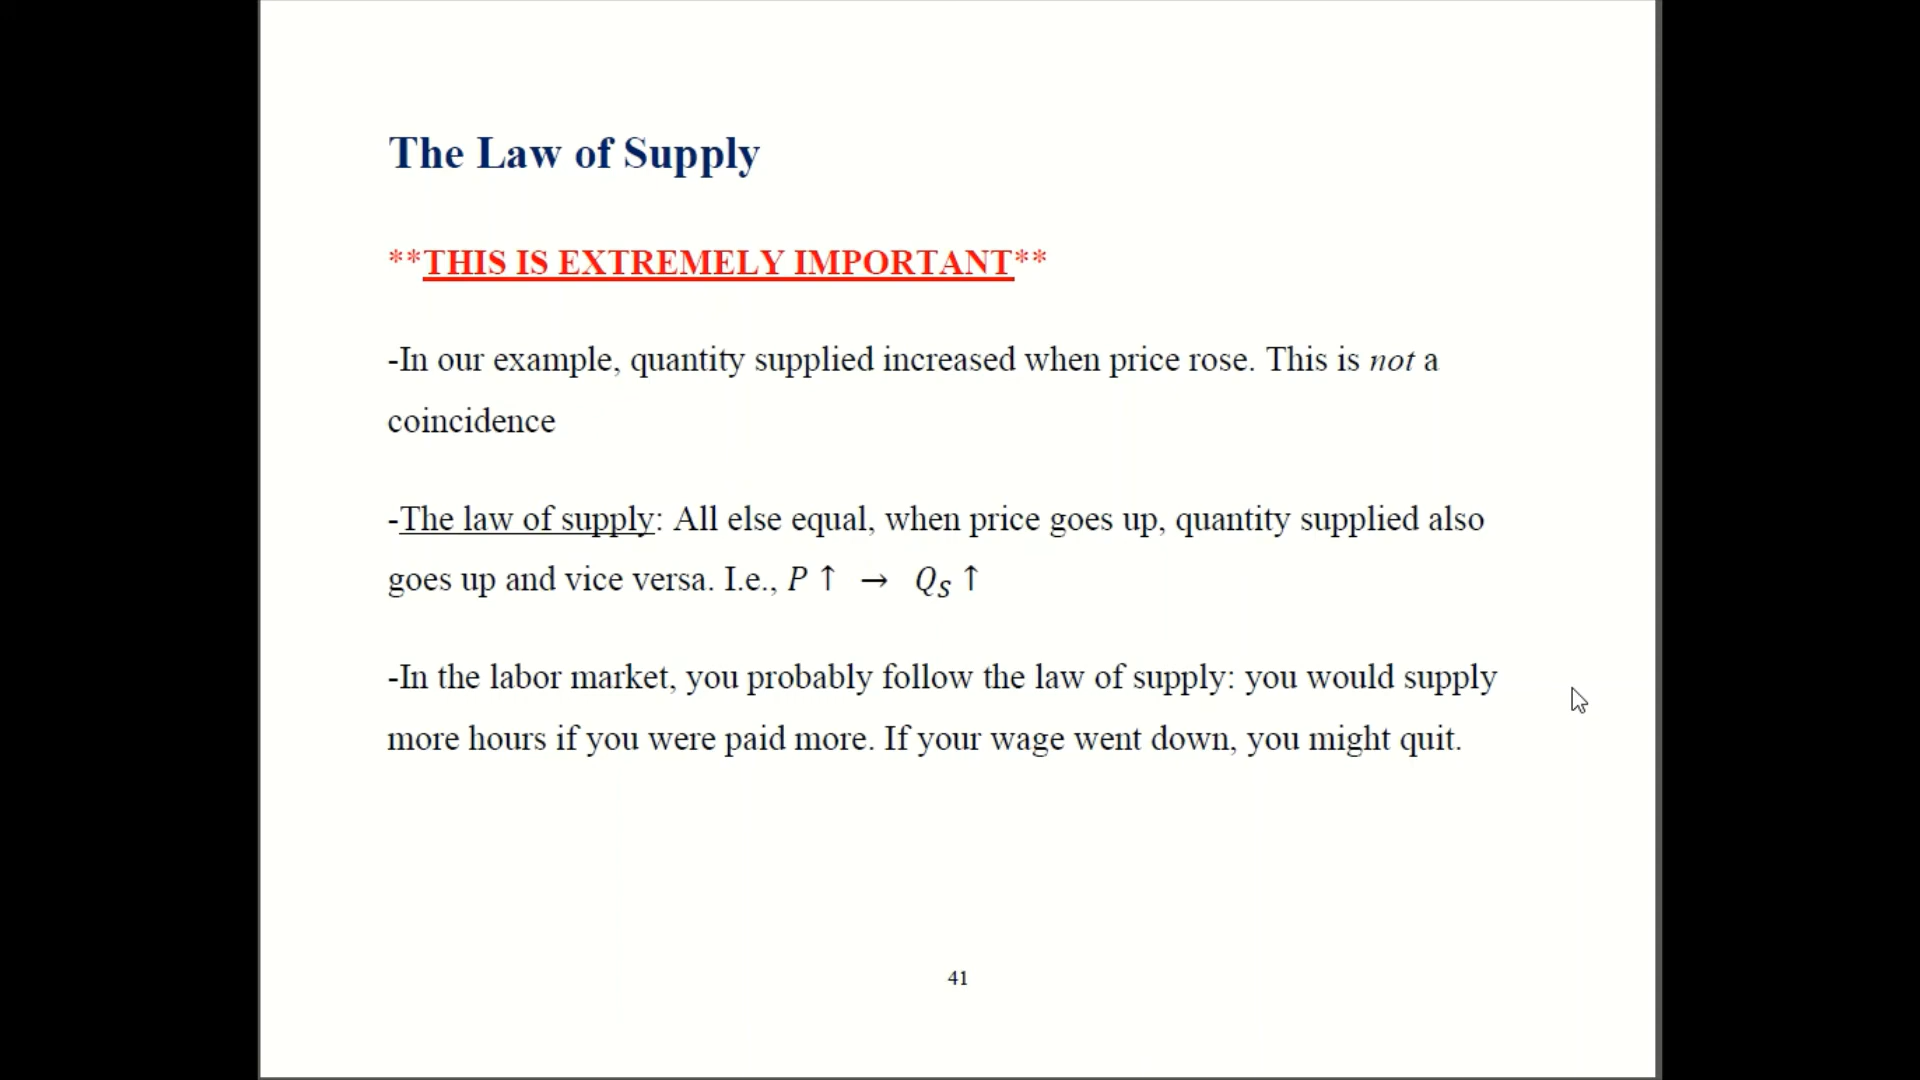 The Law of Supply
**THIS IS EXTREMELY IMPORTANT**
-In our example, quantity supplied increased when price rose. This is not a
coincidence
-The law of supply: All else equal, when price goes up, quantity supplied also
goes up and vice versa. I.e., P ↑ → Qs ↑
-In the labor market, you probably follow the law of supply: you would supply
more hours if you were paid more. If your wage went down, you might quit.
41